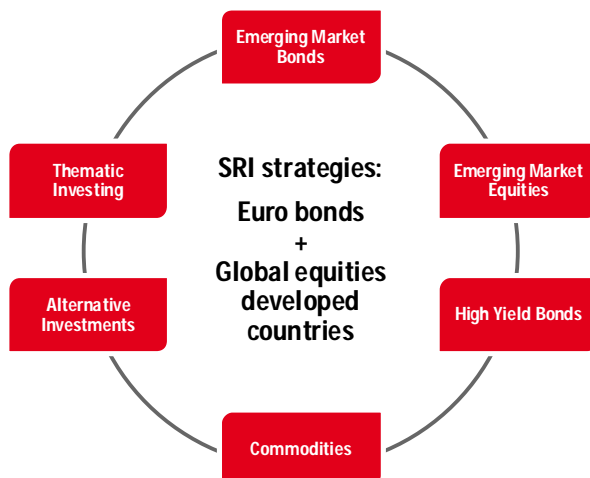 Emerging Market
Bonds
Thematic
Investing
SRI strategies:
Euro bonds
+
Global equities
developed
countries
Emerging Market
Equities
Alternative
Investments
High Yield Bonds
Commodities